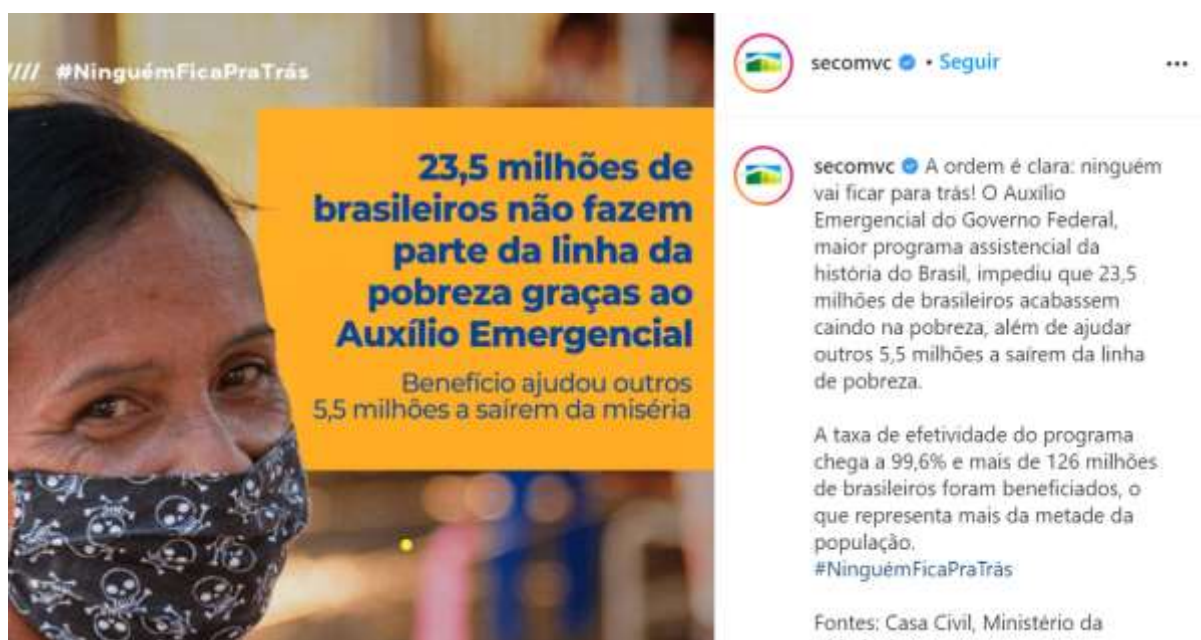 //// #NinguémFicaPraTrás
23,5 milhões de
brasileiros não fazem
parte da linha da
pobreza graças ao
Auxílio Emergencial
Benefício ajudou outros
5,5 milhões a saírem da miséria
secomvc • Seguir
secomvc A ordem é clara: ninguém
vai ficar para trás! O Auxílio
Emergencial do Governo Federal,
maior programa assistencial da
história do Brasil, impediu que 23,5
milhões de brasileiros acabassem
caindo na pobreza, além de ajudar
outros 5,5 milhões a saírem da linha
de pobreza.
A taxa de efetividade do programa
chega a 99,6% e mais de 126 milhões
de brasileiros foram beneficiados, o
que representa mais da metade da
população.
#NinguémFicaPraTrás
Fontes: Casa Civil, Ministério da